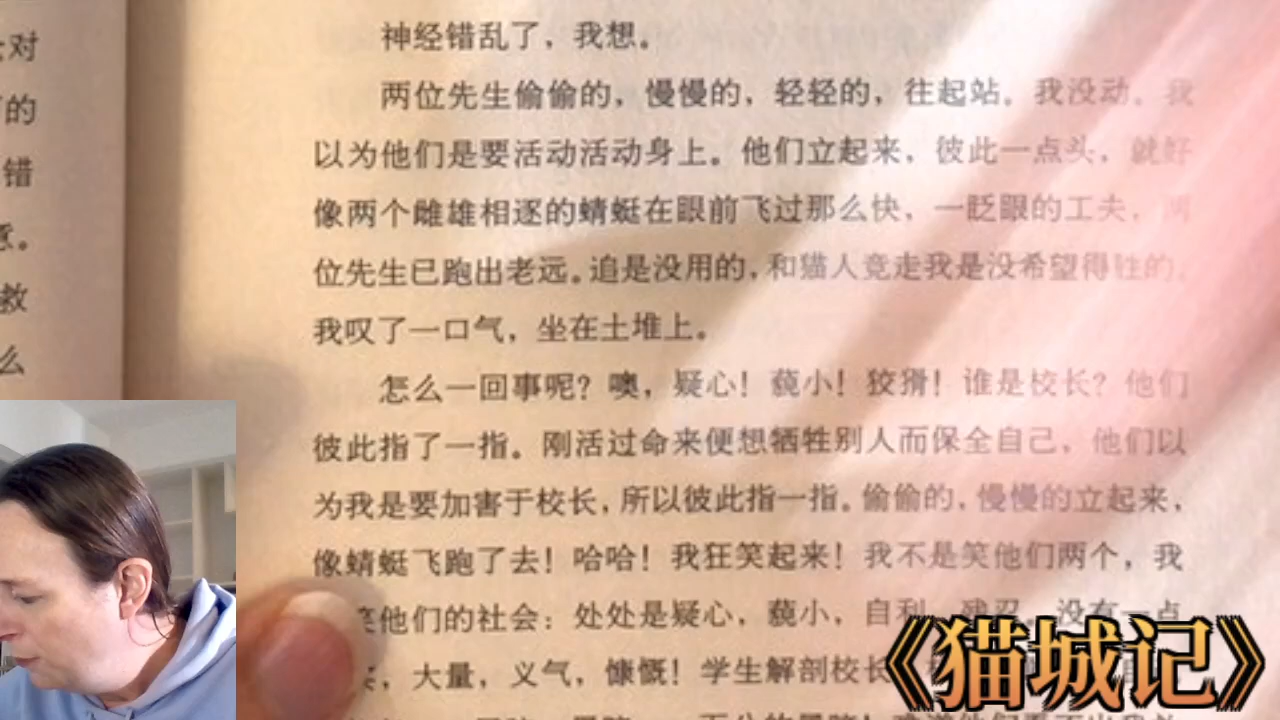 对
的
错
意。
教
么
神经错乱了，我想。
两位先生偷偷的，慢慢的，轻轻的，往起站。我没动。我
以为他们是要活动活动身上。他们立起来，彼此一点头，就好
像两个雌雄相逐的蜻蜓在眼前飞过那么快，一眨眼的工夫，两
位先生已跑出老远。追是没用的，和猫人竞走我是没希望得胜的。
我叹了一口气，坐在土堆上。
怎么一回事呢？噢，疑心！藐小！狡猾！谁是校长？他们
彼此指了一指。刚活过命来便想牺牲别人而保全自己，他们以
为我是要加害于校长，所以彼此指一指。偷偷的，慢慢的立起来，
像蜻蜓飞跑了去！哈哈！我狂笑起来！我不是笑他们两个，我
笑他们的社会：处处是疑心，藐小，自利，残忍。没有一点
，大量，义气，慷慨！学生解剖校长
《猫城记》